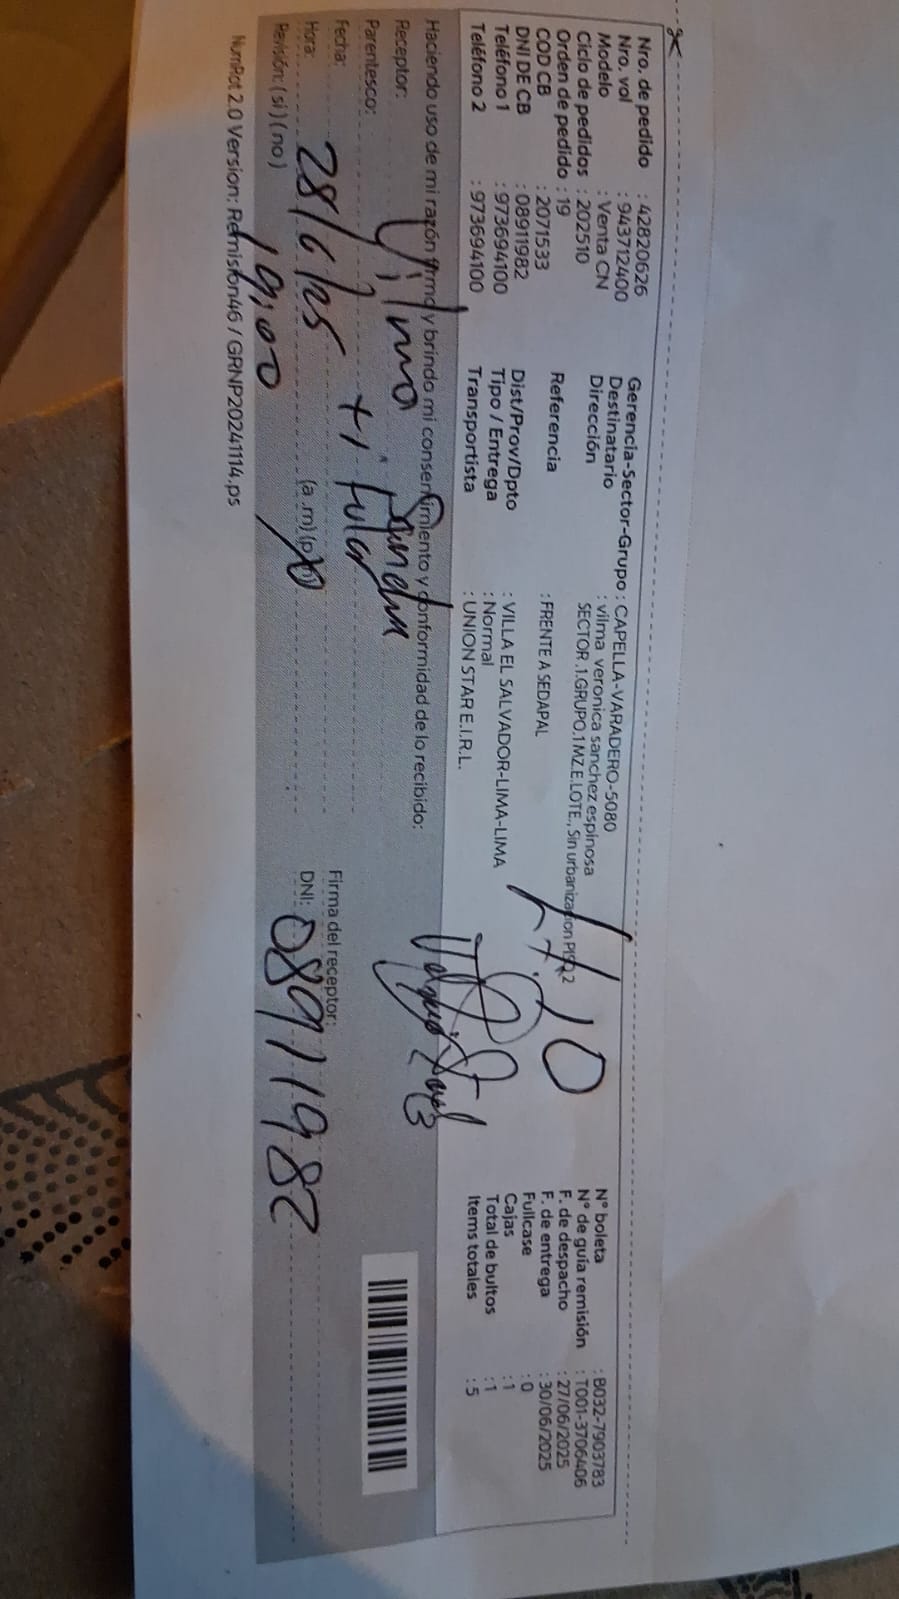 Nro. de pedido : 42820626
Nro. vol : 943712400
Modelo : Venta CN
Ciclo de pedidos : 202510
Orden de pedido : 19
COD CB : 2071533
DNI DE CB : 08911982
Teléfono 1 : 973694100
Teléfono 2 : 973694100
Gerencia-Sector-Grupo : CAPELLA-VARADERO-5080
Destinatario : vilma veronica sanchez espinosa
Dirección SECTOR.1.GRUPO.1MZ.E.LOTE., Sin urbanizacion PISO.2
Referencia : FRENTE A SEDAPAL
Dist/Prov/Dpto : VILLA EL SALVADOR-LIMA-LIMA
Tipo / Entrega : Normal
Transportista : UNION STAR E.I.R.L.
N° boleta : B032-7903783
N° de guía remisión : T001-3706406
F. de despacho : 27/06/2025
F. de entrega : 30/06/2025
Fullcase : 0
Cajas : 1
Total de bultos : 1
Items totales : 5
Haciendo uso de mi razón firmo y brindo mi consentimiento y conformidad de lo recibido:
Receptor: Vilma
Parentesco: titular
Fecha: 28/6/25
Hora: 19:00 (a.m)
Revisión: (si) (no)
Firma del receptor:
DNI: 08911982
NumRot 2.0 Version: Remision46 / GRNP20241114.ps